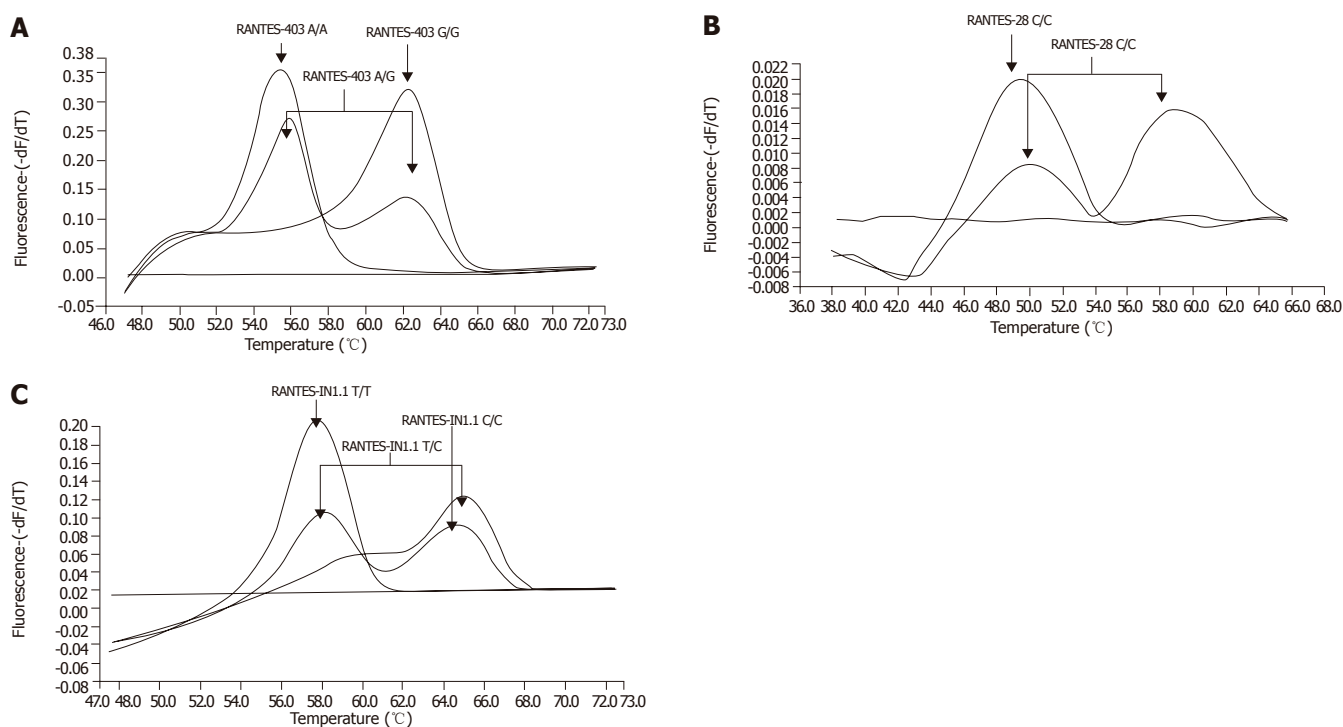 A
RANTES-403 A/A
RANTES-403 G/G
RANTES-403 A/G
0.38
0.35
0.30
0.25
0.15
0.10
0.05
0.00
-0.05
Fluorescence-(-dF/dT)
46.0 48.0 50.0 52.0 54.0 56.0 58.0 60.0 62.0 64.0 66.0 68.0 70.0 72.0 73.0
Temperature (℃)
B
RANTES-28 C/C
RANTES-28 C/C
0.022
0.020
0.018
0.016
0.014
0.012
0.010
0.008
0.006
0.004
0.002
-0.002
-0.004
-0.006
0.008
Fluorescence-(-dF/dT)
36.0 38.0 40.0 42.0 44.0 46.0 48.0 50.0 52.0 54.0 56.0 58.0 60.0 62.0 64.0 66.0 68.0
Temperature (℃)
C
RANTES-IN1.1 T/T
RANTES-IN1.1 C/C
RANTES-IN1.1 T/C
0.20
0.18
0.16
0.14
0.12
0.10
0.08
0.06
0.04
0.02
0.00
-0.02
-0.04
-0.06
-0.08
Fluorescence-(-dF/dT)
47.0 48.0 50.0 52.0 54.0 56.0 58.0 60.0 62.0 64.0 66.0 68.0 70.0 72.0 73.0
Temperature (℃)